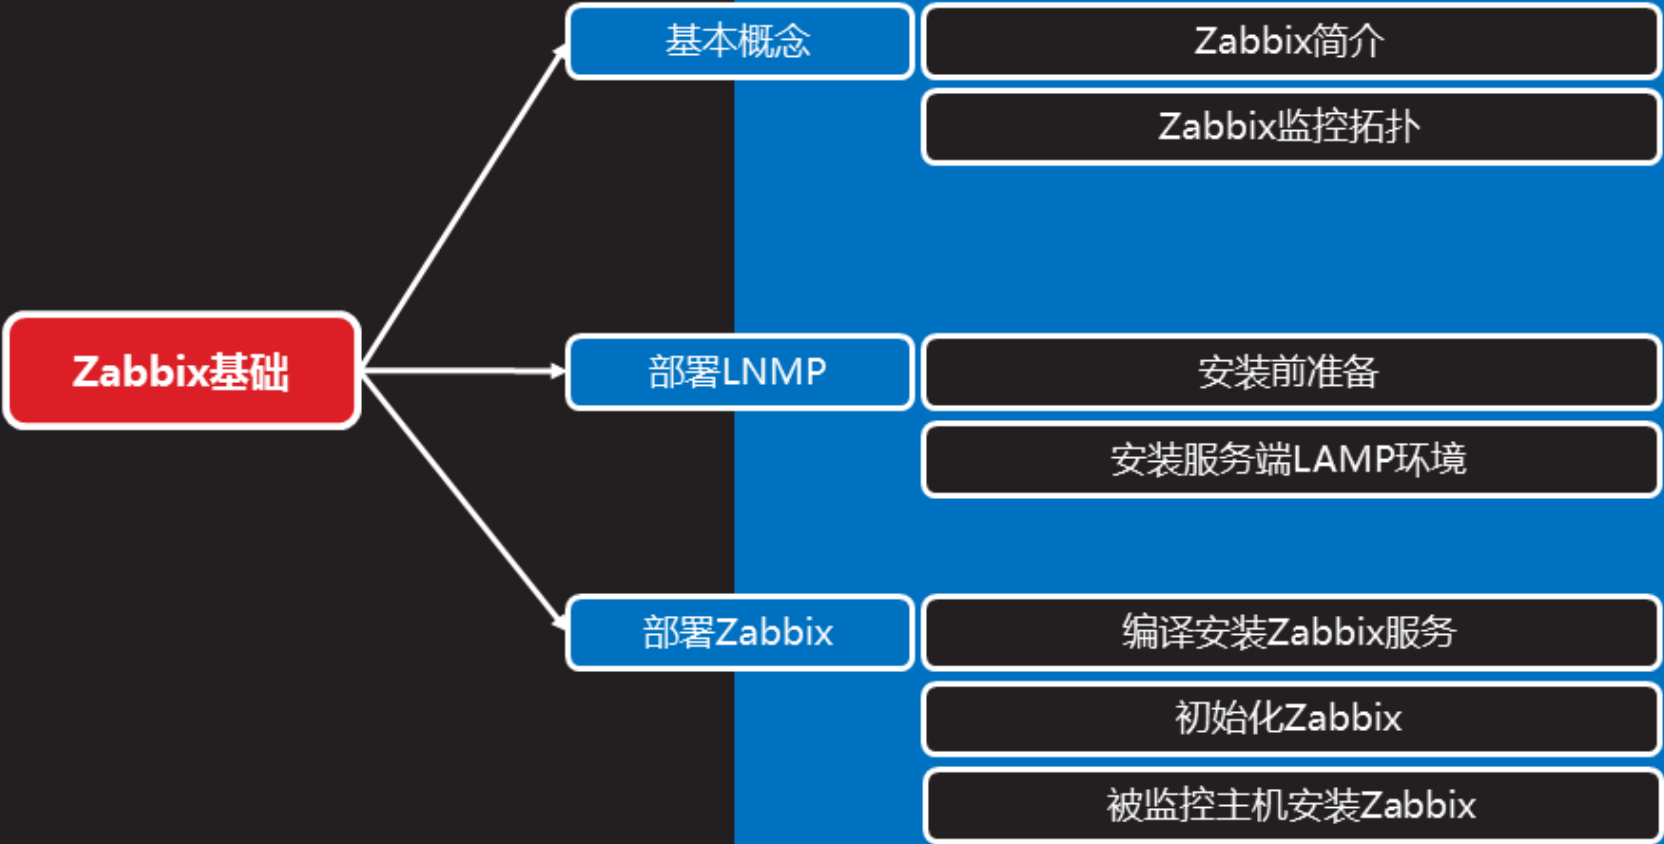 Zabbix基础
基本概念
Zabbix简介
Zabbix监控拓扑
部署LNMP
安装前准备
安装服务端LAMP环境
部署Zabbix
编译安装Zabbix服务
初始化Zabbix
被监控主机安装Zabbix